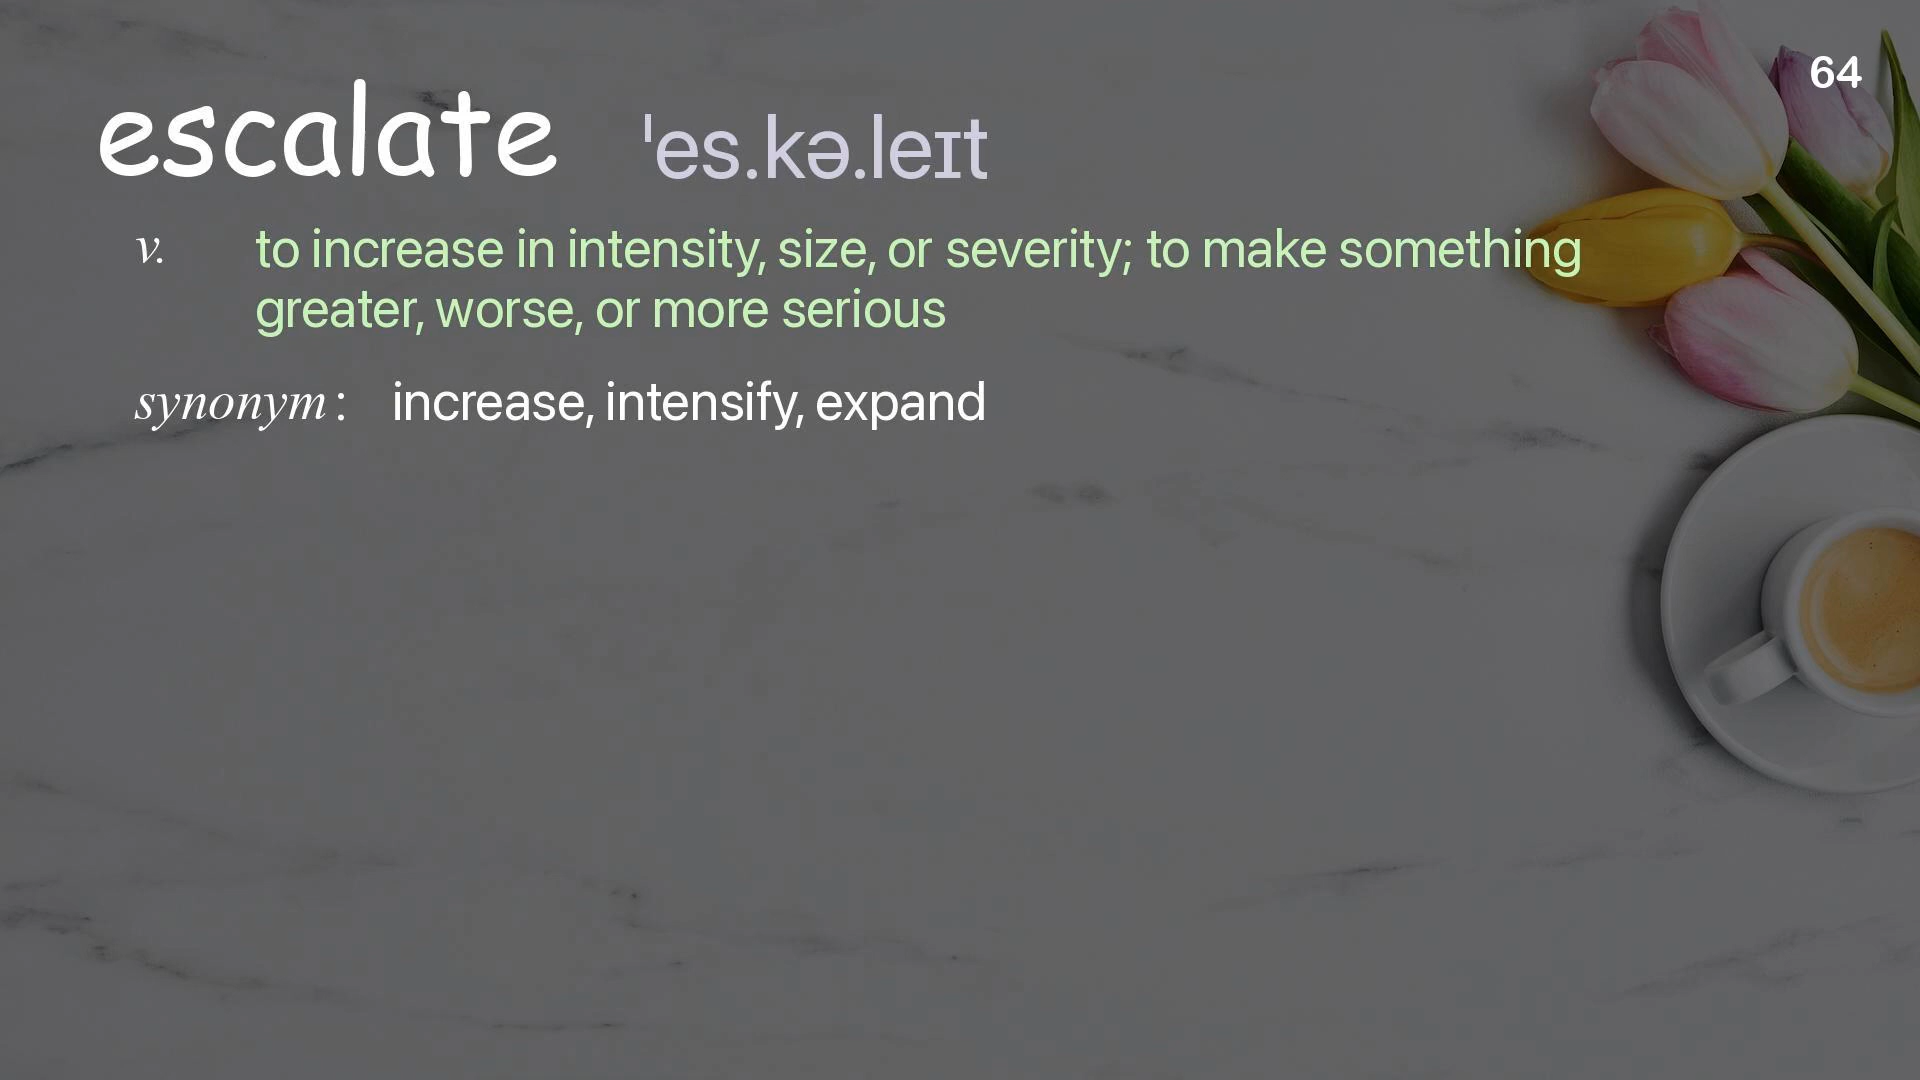 64
escalate ˈes.kə.leɪt
v. to increase in intensity, size, or severity; to make something
greater, worse, or more serious
synonym : increase, intensify, expand